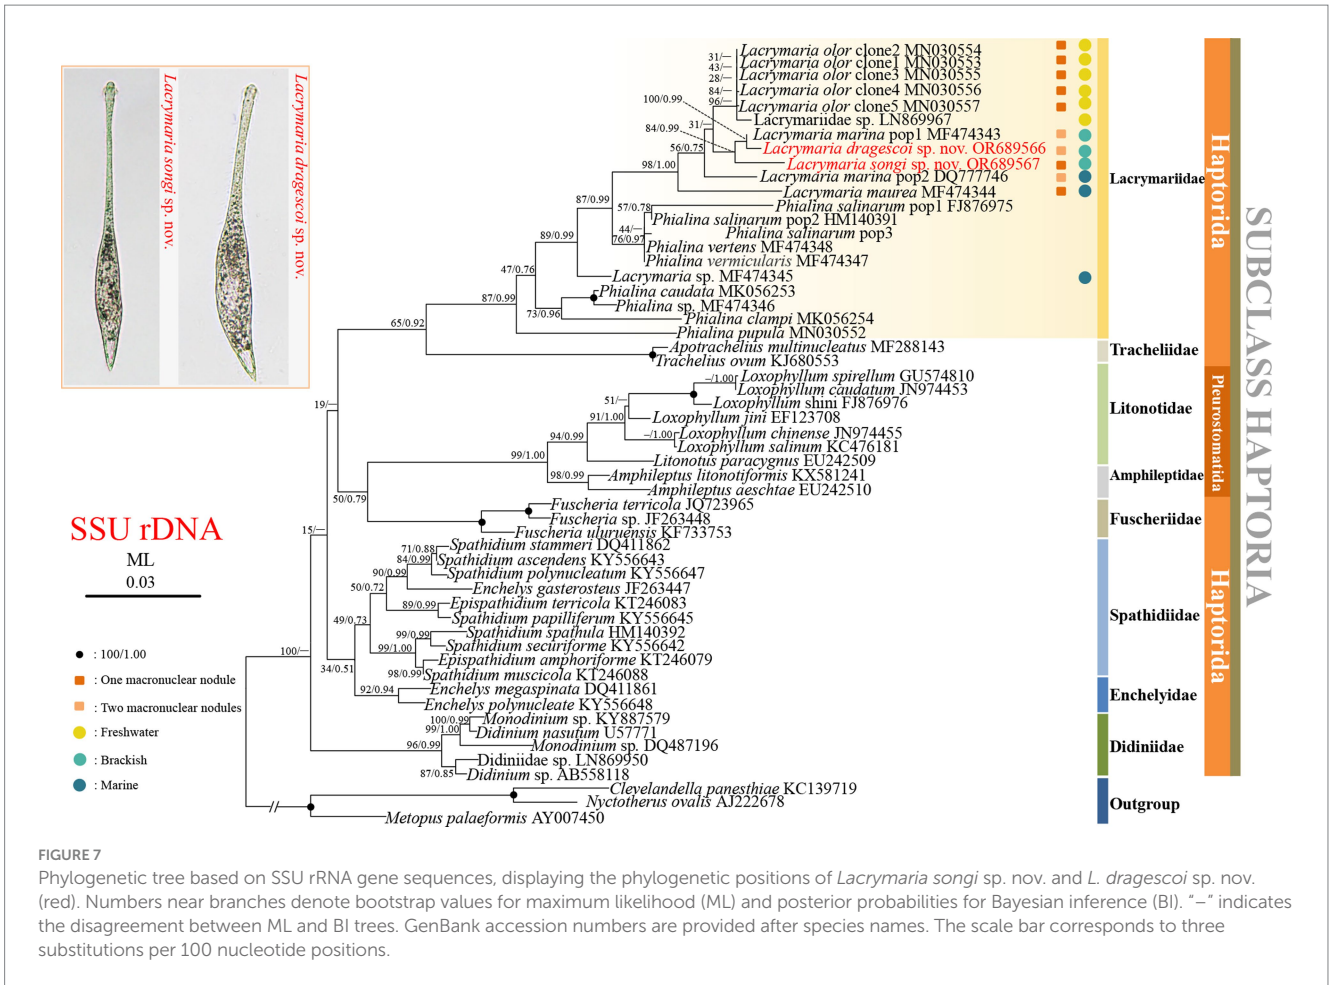 Lacrymaria songi sp. nov.
Lacrymaria dragescoi sp. nov.
SSU rDNA
ML
0.03
: 100/1.00
: One macronuclear nodule
: Two macronuclear nodules
: Freshwater
: Brackish
: Marine
31/—
43/—
28/—
84/—
96/—
100/0.99
31/—
84/0.99
56/0.75
98/1.00
87/0.99
57/0.78
44/—
76/0.97
89/0.99
47/0.76
87/0.99
73/0.96
65/0.92
19/—
–/1.00
51/—
91/1.00
–/1.00
94/0.99
99/1.00
98/0.99
50/0.79
15/—
71/0.88
84/0.99
90/0.99
50/0.72
89/0.99
49/0.73
99/0.99
99/1.00
98/0.99
34/0.51
92/0.94
100/—
100/0.99
99/1.00
96/0.99
87/0.85
Lacrymaria olor clone2 MN030554
Lacrymaria olor clone1 MN030553
Lacrymaria olor clone3 MN030555
Lacrymaria olor clone4 MN030556
Lacrymaria olor clone5 MN030557
Lacrymariidae sp. LN869967
Lacrymaria marina pop1 MF474343
Lacrymaria dragescoi sp. nov. OR689566
Lacrymaria songi sp. nov. OR689567
Lacrymaria marina pop2 DQ777746
Lacrymaria maurea MF474344
Phialina salinarum pop1 FJ876975
Phialina salinarum pop2 HM140391
Phialina salinarum pop3
Phialina vertens MF474348
Phialina vermicularis MF474347
Lacrymaria sp. MF474345
Phialina caudata MK056253
Phialina sp. MF474346
Phialina clampi MK056254
Phialina pupula MN030552
Apotrachelius multinucleatus MF288143
Trachelius ovum KJ680553
Loxophyllum spirellum GU574810
Loxophyllum caudatum JN974453
Loxophyllum shini FJ876976
Loxophyllum jini EF123708
Loxophyllum chinense JN974455
Loxophyllum salinum KC476181
Litonotus paracygnus EU242509
Amphileptus litonotiformis KX581241
Amphileptus aeschtae EU242510
Fuscheria terricola JQ723965
Fuscheria sp. JF263448
Fuscheria uluruensis KF733753
Spathidium stammeri DQ411862
Spathidium ascendens KY556643
Spathidium polynucleatum KY556647
Enchelys gasterosteus JF263447
Epispathidium terricola KT246083
Spathidium papilliferum KY556645
Spathidium spathula HM140392
Spathidium securiforme KY556642
Epispathidium amphoriforme KT246079
Spathidium muscicola KT246088
Enchelys megaspinata DQ411861
Enchelys polynucleate KY556648
Monodinium sp. KY887579
Didinium nasutum U57771
Monodinium sp. DQ487196
Didiniidae sp. LN869950
Didinium sp. AB558118
Clevelandella panesthiae KC139719
Nyctotherus ovalis AJ222678
Metopus palaeformis AY007450
Lacrymariidae
Tracheliidae
Litonotidae
Amphileptidae
Fuscheriidae
Spathidiidae
Enchelyidae
Didiniidae
Outgroup
Haptorida
Pleurostomatida
Haptorida
SUBCLASS HAPTORIA
FIGURE 7
Phylogenetic tree based on SSU rRNA gene sequences, displaying the phylogenetic positions of Lacrymaria songi sp. nov. and L. dragescoi sp. nov.
(red). Numbers near branches denote bootstrap values for maximum likelihood (ML) and posterior probabilities for Bayesian inference (BI). "–" indicates
the disagreement between ML and BI trees. GenBank accession numbers are provided after species names. The scale bar corresponds to three
substitutions per 100 nucleotide positions.